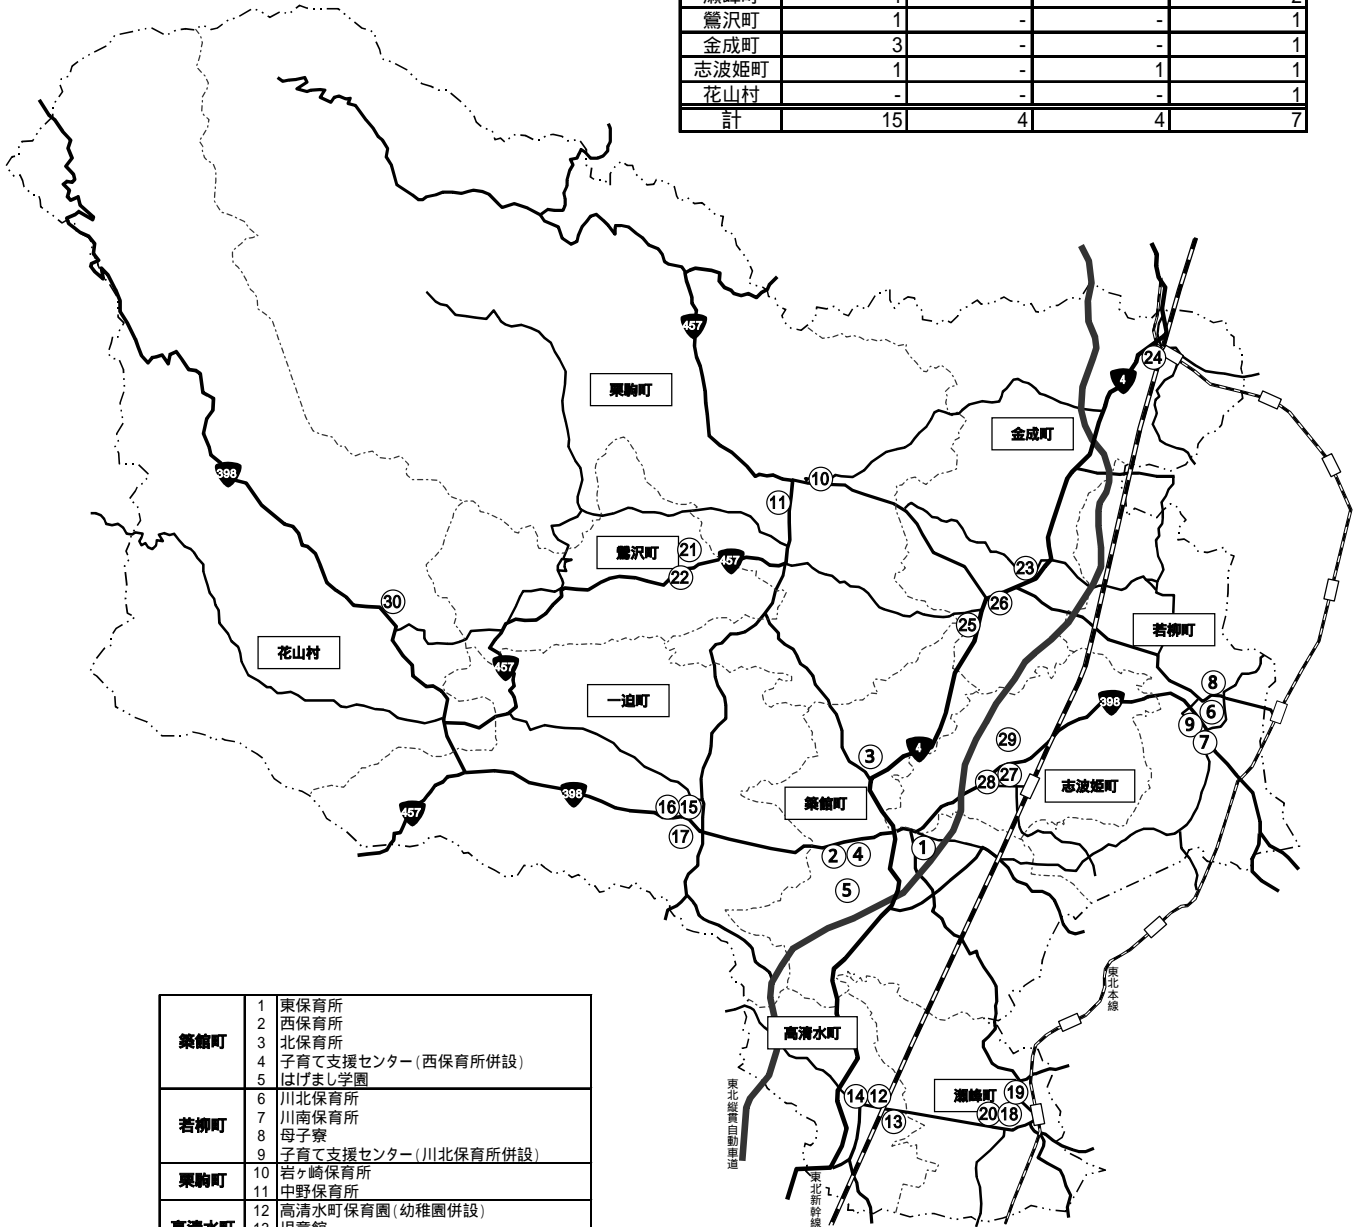 鶯沢町 1 - - 1
金成町 3 - - 1
志波姫町 1 - 1 1
花山村 - - - 1
計 15 4 4 7
457
4
24
栗駒町
金成町
398
10
11
鶯沢町 21
457
22
23
30
26
25
若柳町
花山村
457
一迫町
8
398
6
9
7
29
3
4
28 27
志波姫町
築館町
398
457
16 15
17
1
2 4
5
東北本線
高清水町
東北縦貫自動車道
14 12
13
瀬峰町 19
20 18
東北新幹線
築館町
1 東保育所
2 西保育所
3 北保育所
4 子育て支援センター(西保育所併設)
5 はげまし学園
若柳町
6 川北保育所
7 川南保育所
8 母子寮
9 子育て支援センター(川北保育所併設)
栗駒町
10 岩ヶ崎保育所
11 中野保育所
12 高清水町保育園(幼稚園併設)